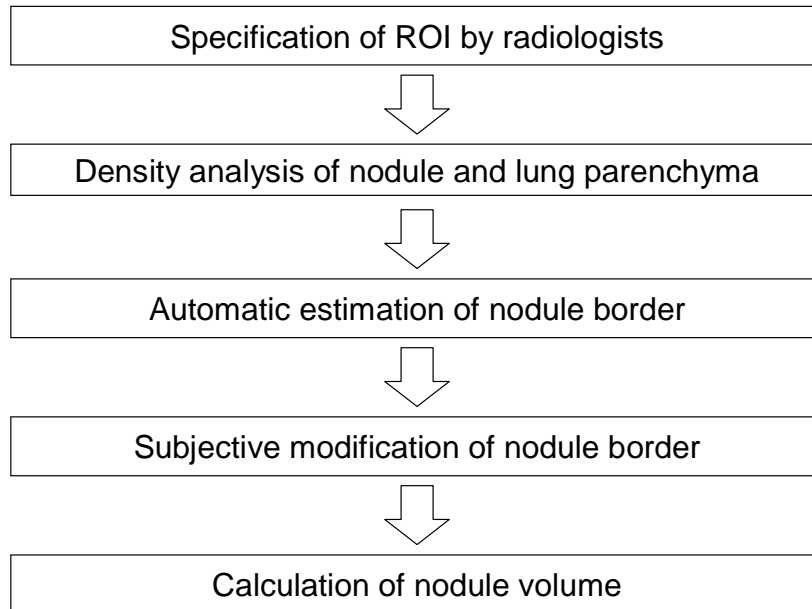 Specification of ROI by radiologists
Density analysis of nodule and lung parenchyma
Automatic estimation of nodule border
Subjective modification of nodule border
Calculation of nodule volume